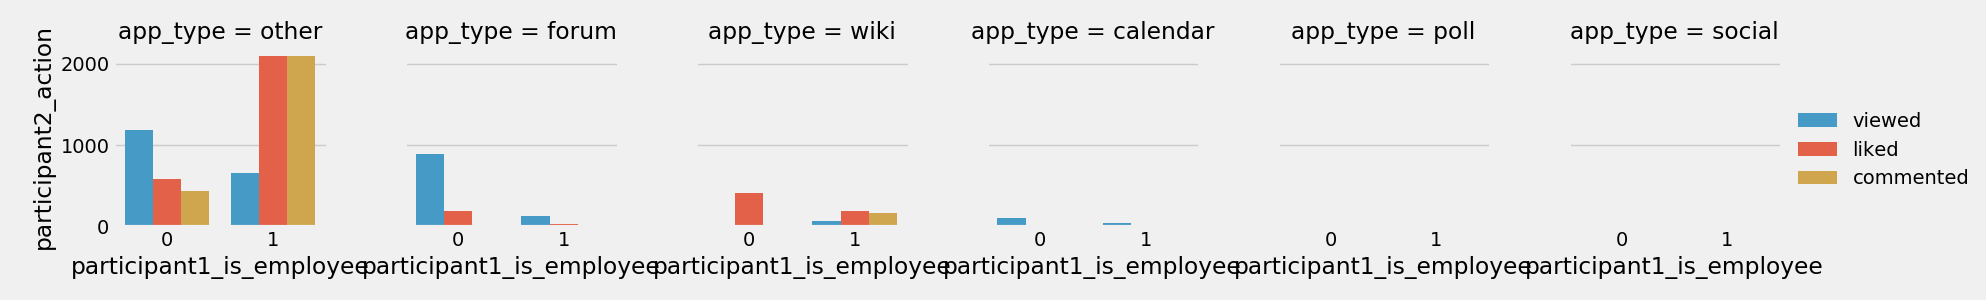 app_type = other app_type = forum app_type = wiki app_type = calendar app_type = poll app_type = social
participant2_action
2000
1000
0
viewed
liked
commented
0 1 0 1 0 1 0 1 0 1 0 1
participant1_is_employee participant1_is_employee participant1_is_employee participant1_is_employee participant1_is_employee participant1_is_employee